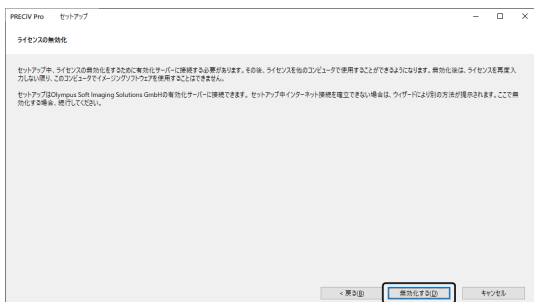 PRECiV Pro　セットアップ
ライセンスの無効化
セットアップ中、ライセンスの無効化をするために有効化サーバーに接続する必要があります。その後、ライセンスを他のコンピュータで使用することができるようになります。無効化後は、ライセンスを再度入
力しない限り、このコンピュータでイメージングソフトウェアを使用することはできません。
セットアップはOlympus Soft Imaging Solutions GmbHの有効化サーバーに接続できます。 セットアップ中インターネット接続を確立できない場合は、ウィザードにより別の方法が提示されます。ここで無
効化する場合、続行してください。
< 戻る(B) 無効化する(D) キャンセル